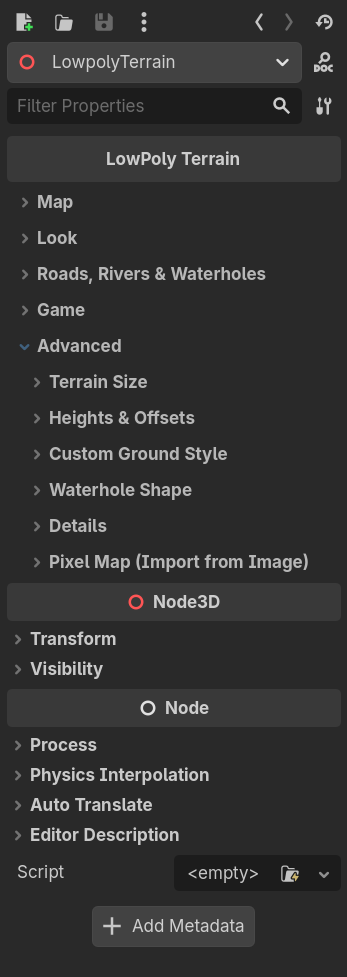 LowpolyTerrain
DOC
Filter Properties
LowPoly Terrain
Map
Look
Roads, Rivers & Waterholes
Game
Advanced
Terrain Size
Heights & Offsets
Custom Ground Style
Waterhole Shape
Details
Pixel Map (Import from Image)
Node3D
Transform
Visibility
Node
Process
Physics Interpolation
Auto Translate
Editor Description
Script <empty>
Add Metadata